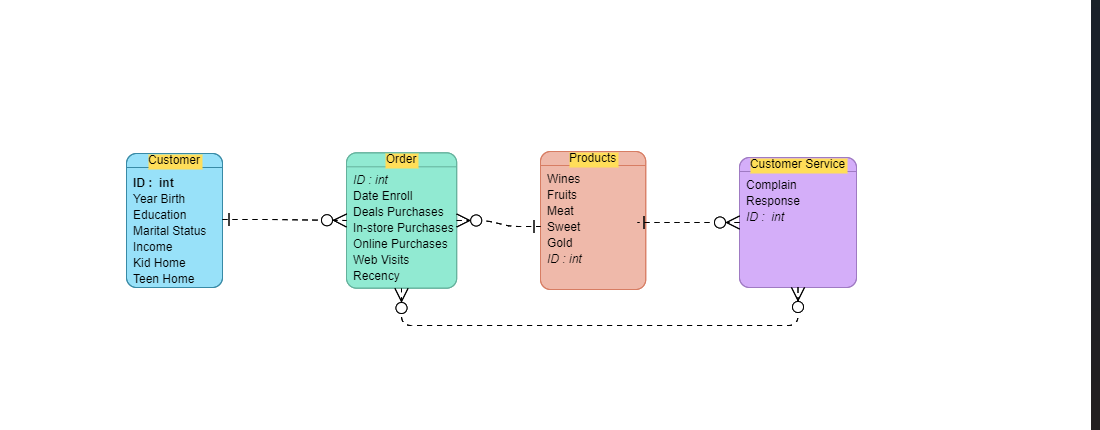 Customer
ID : int
Year Birth
Education
Marital Status
Income
Kid Home
Teen Home
Order
ID : int
Date Enroll
Deals Purchases
In-store Purchases
Online Purchases
Web Visits
Recency
Products
Wines
Fruits
Meat
Sweet
Gold
ID : int
Customer Service
Complain
Response
ID : int